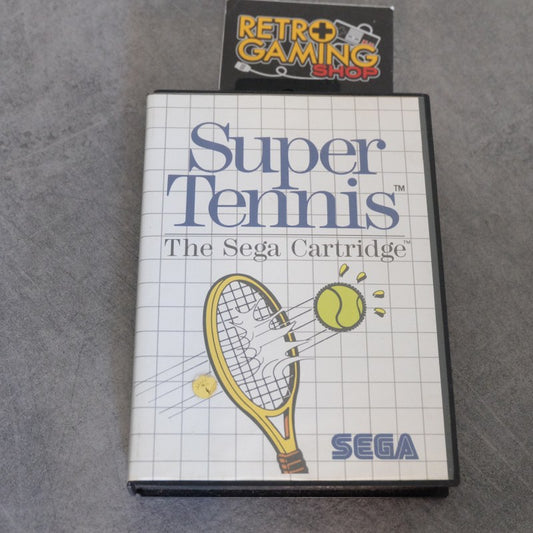 RETRO
GAMING
SHOP
Super
Tennis™
The Sega Cartridge™
SEGA